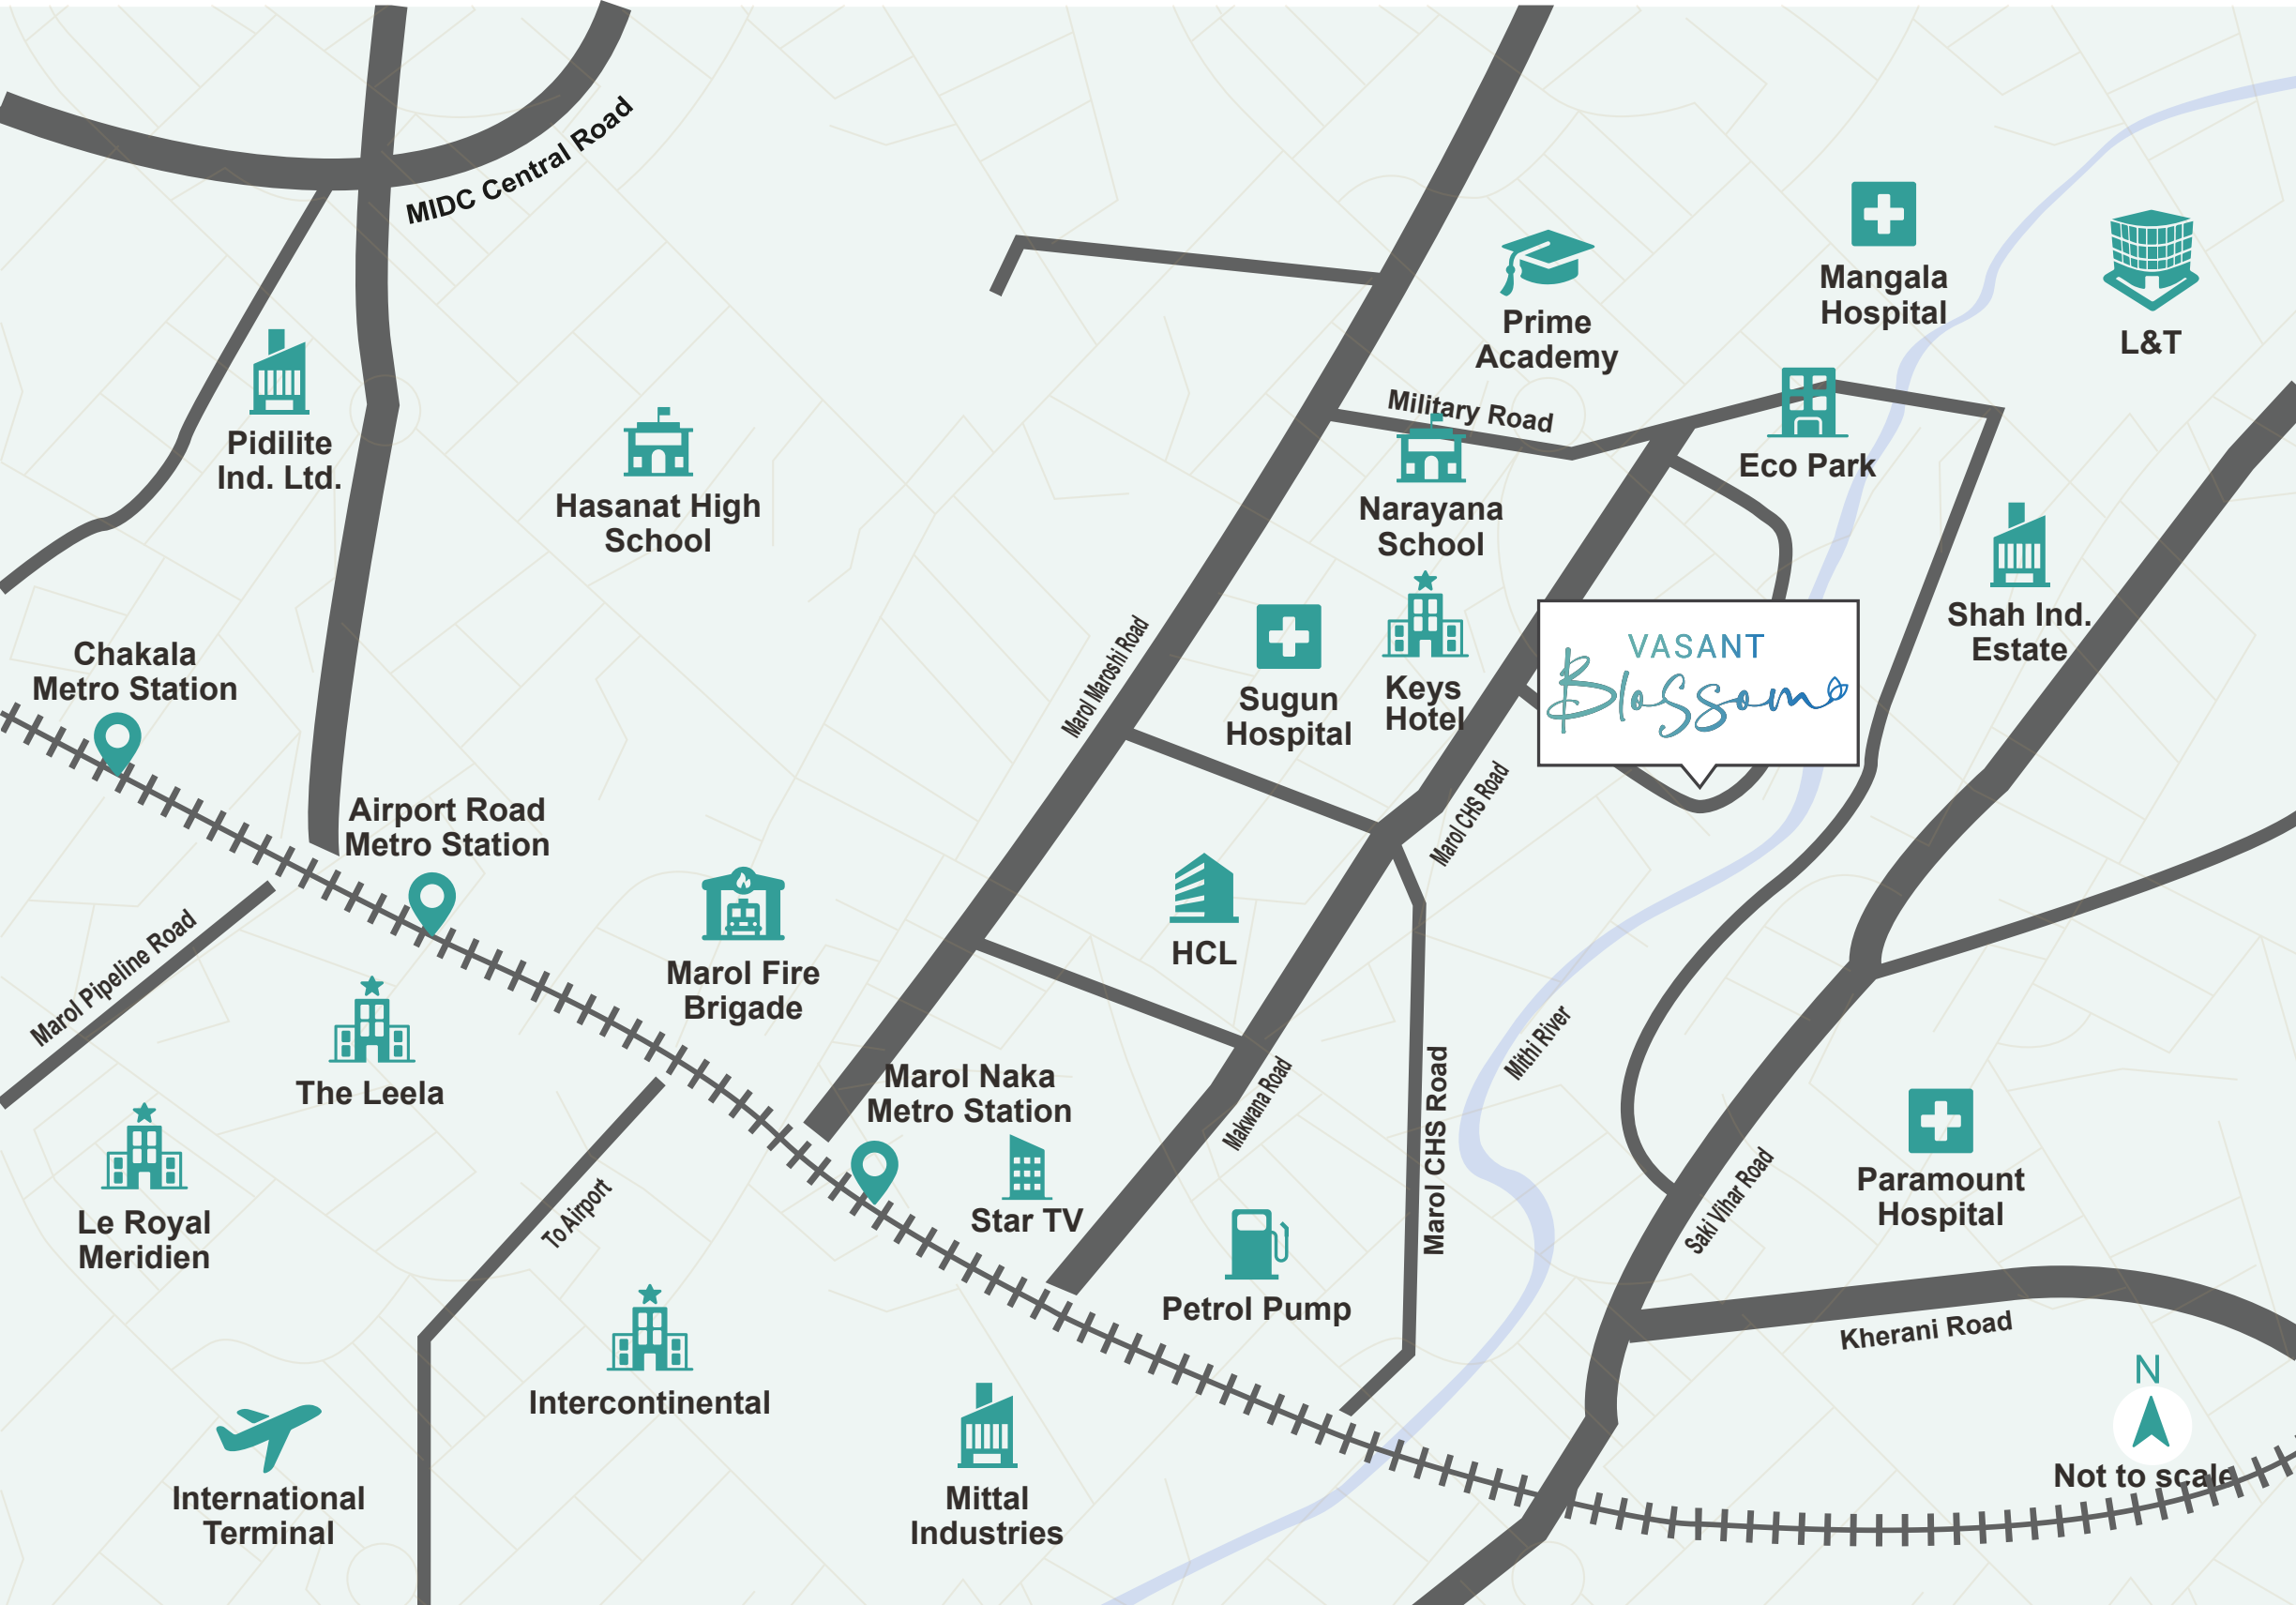 MIDC Central Road
Mangala
Hospital
Prime
Academy
L&T
Military Road
Pidilite
Ind. Ltd.
Eco Park
Hasanat High
School
Narayana
School
Shah Ind.
Estate
Chakala
Metro Station
Marol Maroshi Road
VASANT
Blossom
Sugun
Hospital
Keys
Hotel
Airport Road
Metro Station
Marol CHS Road
Marol Pipeline Road
Marol Fire
Brigade
HCL
The Leela
Marol Naka
Metro Station
Makwana Road
Marol CHS Road
Mithi River
Le Royal
Meridien
To Airport
Star TV
Saki Vihar Road
Paramount
Hospital
Petrol Pump
Kherani Road
Intercontinental
N
Not to scale
International
Terminal
Mittal
Industries